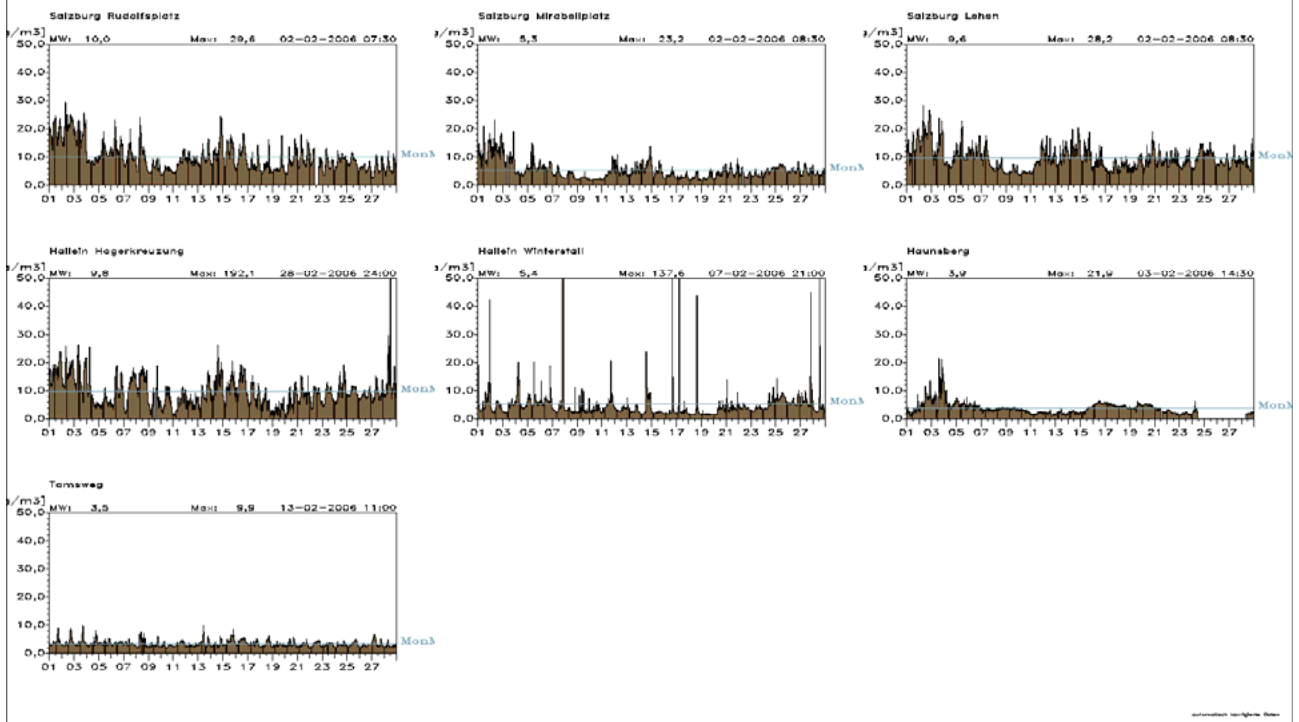 Salzburg Rudolfsplatz
g/m3] MW: 10,0 Max: 29,6 02-02-2006 07:30
50,0
40,0
30,0
20,0
10,0 MonM
0,0
01 03 05 07 09 11 13 15 17 19 21 23 25 27
Salzburg Mirabellplatz
g/m3] MW: 5,3 Max: 23,2 02-02-2006 08:30
50,0
40,0
30,0
20,0
10,0
MonM
0,0
01 03 05 07 09 11 13 15 17 19 21 23 25 27
Salzburg Lehen
g/m3] MW: 9,6 Max: 28,2 02-02-2006 08:30
50,0
40,0
30,0
20,0
10,0 MonM
0,0
01 03 05 07 09 11 13 15 17 19 21 23 25 27
Hallein Hagerkreuzung
g/m3] MW: 9,8 Max: 192,1 28-02-2006 24:00
50,0
40,0
30,0
20,0
10,0 MonM
0,0
01 03 05 07 09 11 13 15 17 19 21 23 25 27
Hallein Winterstall
g/m3] MW: 5,4 Max: 137,6 07-02-2006 21:00
50,0
40,0
30,0
20,0
10,0
MonM
0,0
01 03 05 07 09 11 13 15 17 19 21 23 25 27
Haunsberg
g/m3] MW: 3,9 Max: 21,9 03-02-2006 14:30
50,0
40,0
30,0
20,0
10,0
MonM
0,0
01 03 05 07 09 11 13 15 17 19 21 23 25 27
Tamsweg
g/m3] MW: 3,5 Max: 9,9 13-02-2006 11:00
50,0
40,0
30,0
20,0
10,0
MonM
0,0
01 03 05 07 09 11 13 15 17 19 21 23 25 27